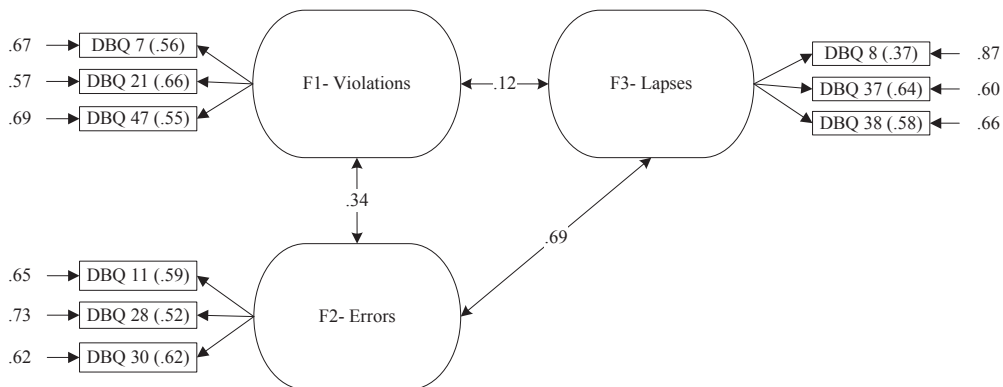 .67
DBQ 7 (.56)
.57
DBQ 21 (.66)
.69
DBQ 47 (.55)
F1- Violations
.12
F3- Lapses
DBQ 8 (.37)
.87
DBQ 37 (.64)
.60
DBQ 38 (.58)
.66
.34
.69
.65
DBQ 11 (.59)
.73
DBQ 28 (.52)
.62
DBQ 30 (.62)
F2- Errors